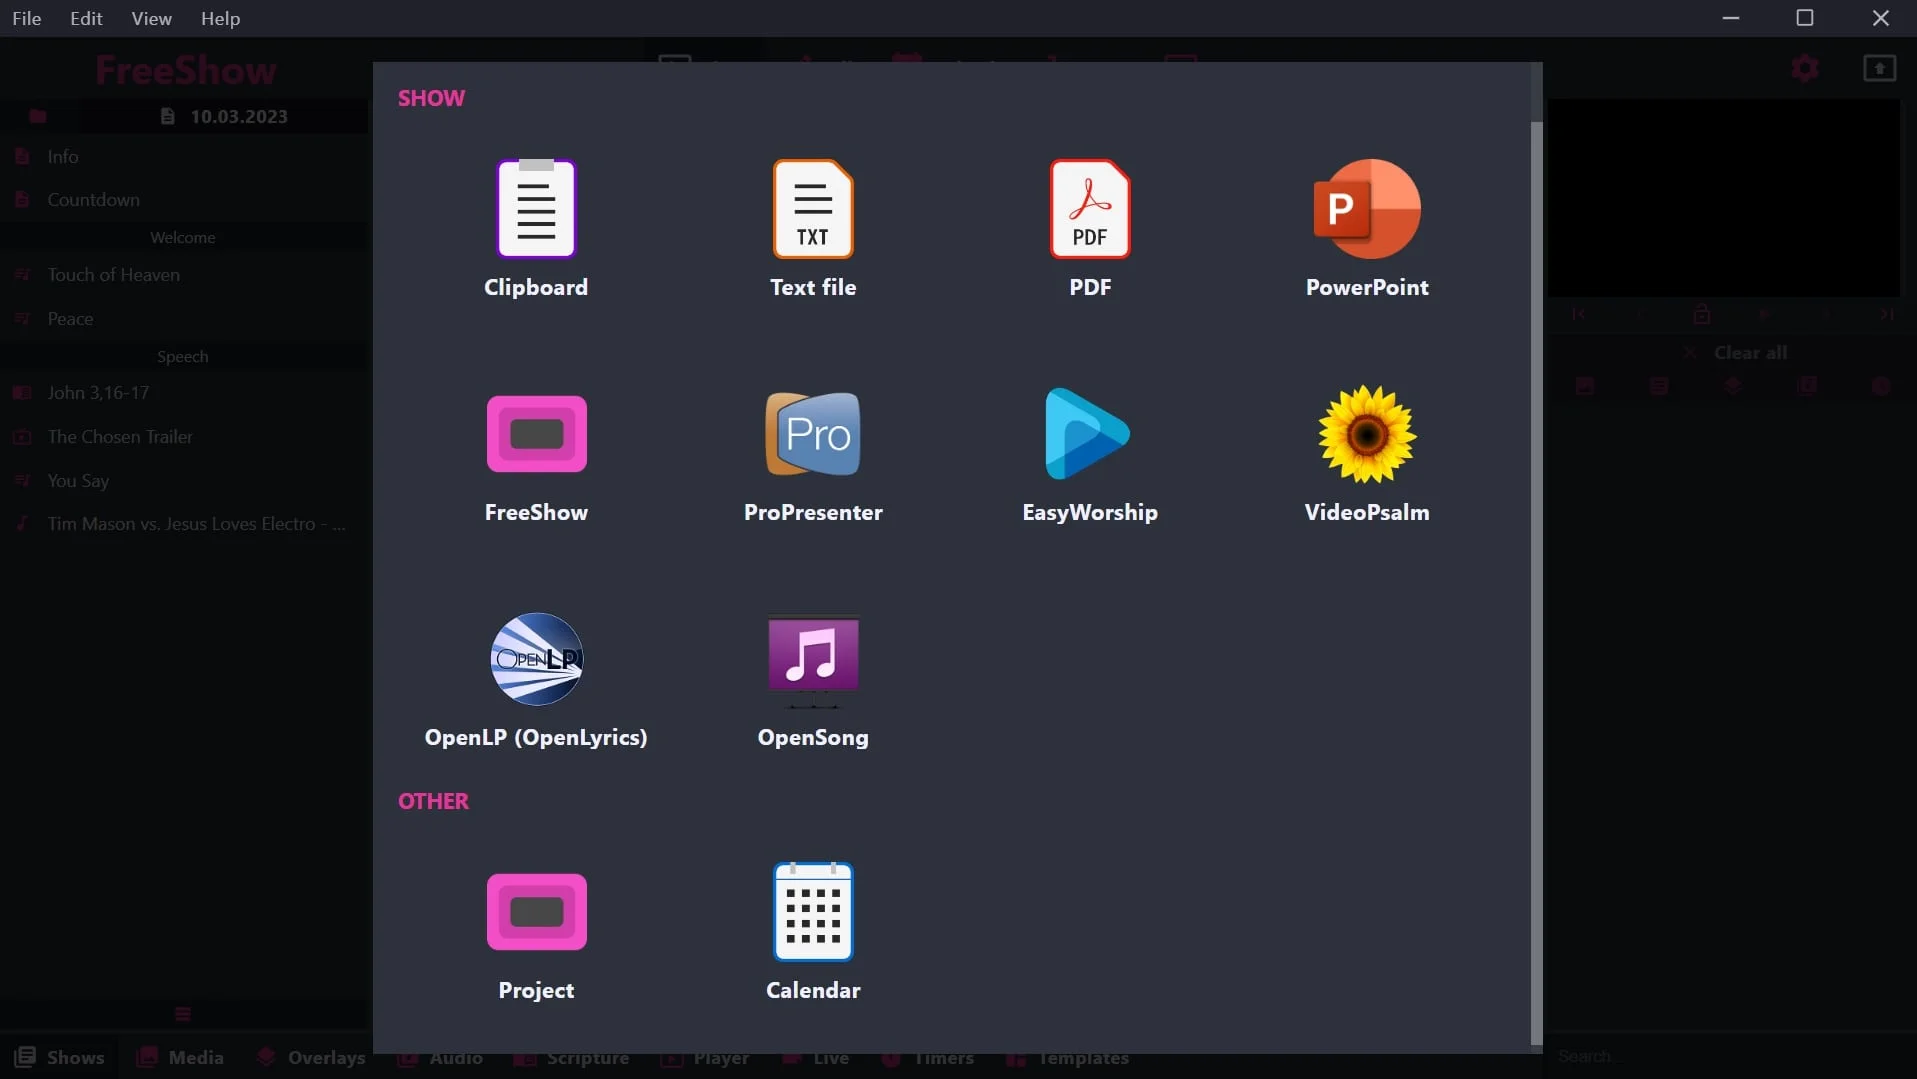 File Edit View Help
FreeShow
10.03.2023
Info
Countdown
Welcome
Touch of Heaven
Peace
Speech
John 3,16-17
The Chosen Trailer
You Say
Tim Mason vs. Jesus Loves Electro - ...
SHOW
TXT
PDF
P
Clipboard Text file PDF PowerPoint
Pro
FreeShow ProPresenter EasyWorship VideoPsalm
OPENLP
OpenLP (OpenLyrics) OpenSong
OTHER
Project Calendar
Clear all
Shows Media Overlays Audio Scripture Player Live Timers Templates
Search...